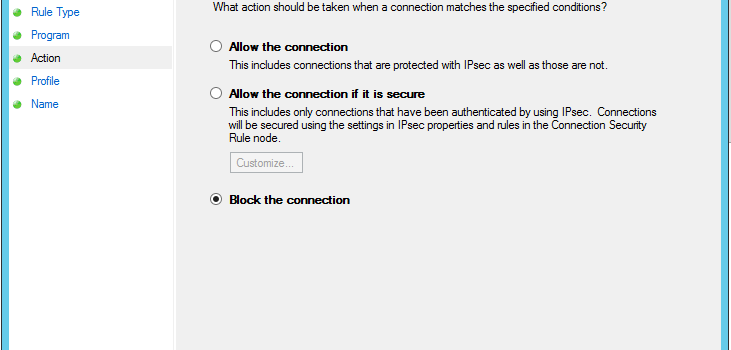 What action should be taken when a connection matches the specified conditions?
Rule Type
Program
Action
Profile
Name
Allow the connection
This includes connections that are protected with IPsec as well as those are not.
Allow the connection if it is secure
This includes only connections that have been authenticated by using IPsec. Connections
will be secured using the settings in IPsec properties and rules in the Connection Security
Rule node.
Customize...
Block the connection